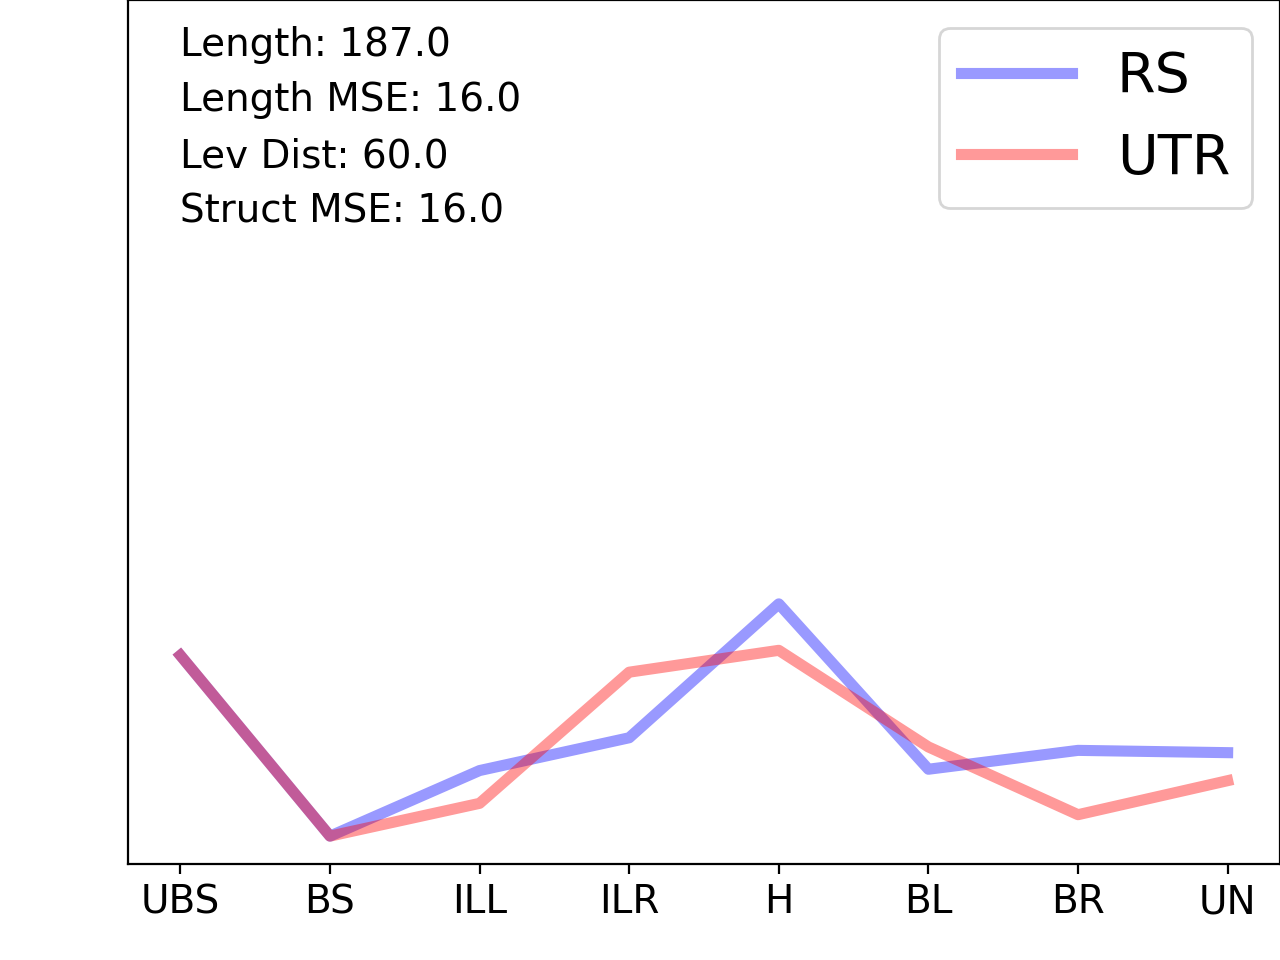 Length: 187.0
Length MSE: 16.0
Lev Dist: 60.0
Struct MSE: 16.0
RS
UTR
UBS BS ILL ILR H BL BR UN